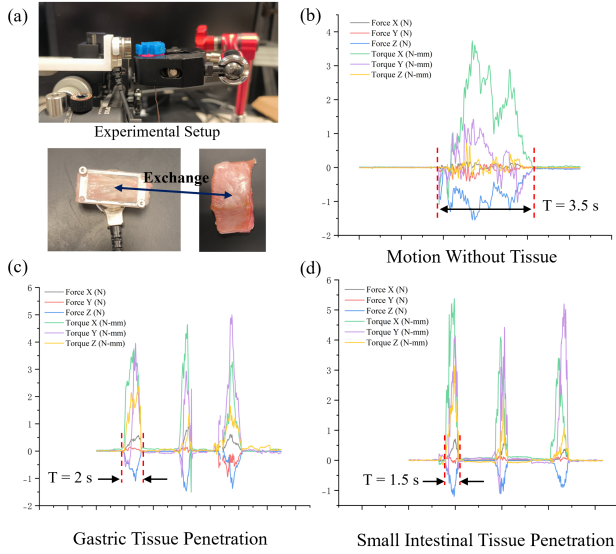 (a)
Experimental Setup
Exchange
(b)
Force X (N)
Force Y (N)
Force Z (N)
Torque X (N-mm)
Torque Y (N-mm)
Torque Z (N-mm)
4
3
2
1
0
−1
−2
T = 3.5 s
Motion Without Tissue
(c)
Force X (N)
Force Y (N)
Force Z (N)
Torque X (N-mm)
Torque Y (N-mm)
Torque Z (N-mm)
6
5
4
3
2
1
0
−1
−2
T = 2 s
Gastric Tissue Penetration
(d)
Force X (N)
Force Y (N)
Force Z (N)
Torque X (N-mm)
Torque Y (N-mm)
Torque Z (N-mm)
6
5
4
3
2
1
0
−1
T = 1.5 s
Small Intestinal Tissue Penetration